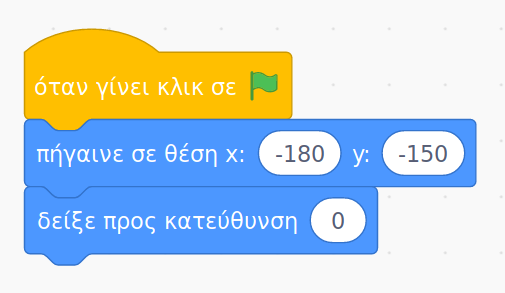 όταν γίνει κλικ σε
πήγαινε σε θέση x: -180 y: -150
δείξε προς κατεύθυνση 0